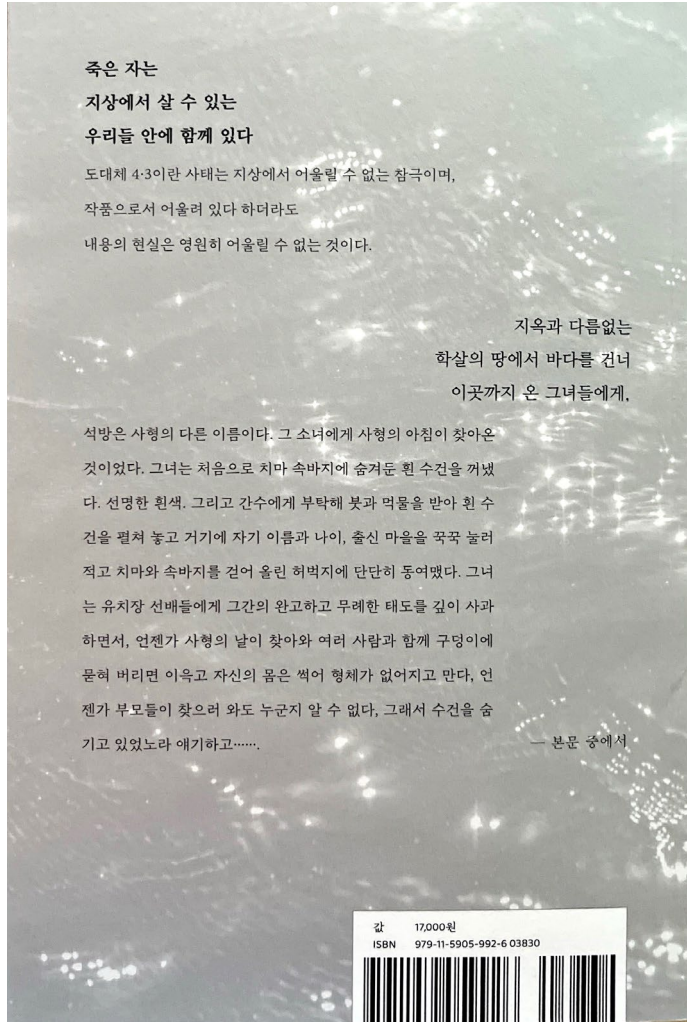 죽은 자는
지상에서 살 수 있는
우리들 안에 함께 있다
도대체 4·3이란 사태는 지상에서 어울릴 수 없는 참극이며,
작품으로서 어울려 있다 하더라도
내용의 현실은 영원히 어울릴 수 없는 것이다.
지옥과 다름없는
학살의 땅에서 바다를 건너
이곳까지 온 그녀들에게,
석방은 사형의 다른 이름이다. 그 소녀에게 사형의 아침이 찾아온
것이었다. 그녀는 처음으로 치마 속바지에 숨겨둔 흰 수건을 꺼냈
다. 선명한 흰색. 그리고 간수에게 부탁해 붓과 먹물을 받아 흰 수
건을 펼쳐 놓고 거기에 자기 이름과 나이, 출신 마을을 꾹꾹 눌러
적고 치마와 속바지를 걷어 올린 허벅지에 단단히 동여맸다. 그녀
는 유치장 선배들에게 그간의 완고하고 무례한 태도를 깊이 사과
하면서, 언젠가 사형의 날이 찾아와 여러 사람과 함께 구덩이에
묻혀 버리면 이윽고 자신의 몸은 썩어 형체가 없어지고 만다, 언
젠가 부모들이 찾으러 와도 누군지 알 수 없다, 그래서 수건을 숨
기고 있었노라 얘기하고…….
— 본문 중에서
값 17,000원
ISBN 979-11-5905-992-6 03830